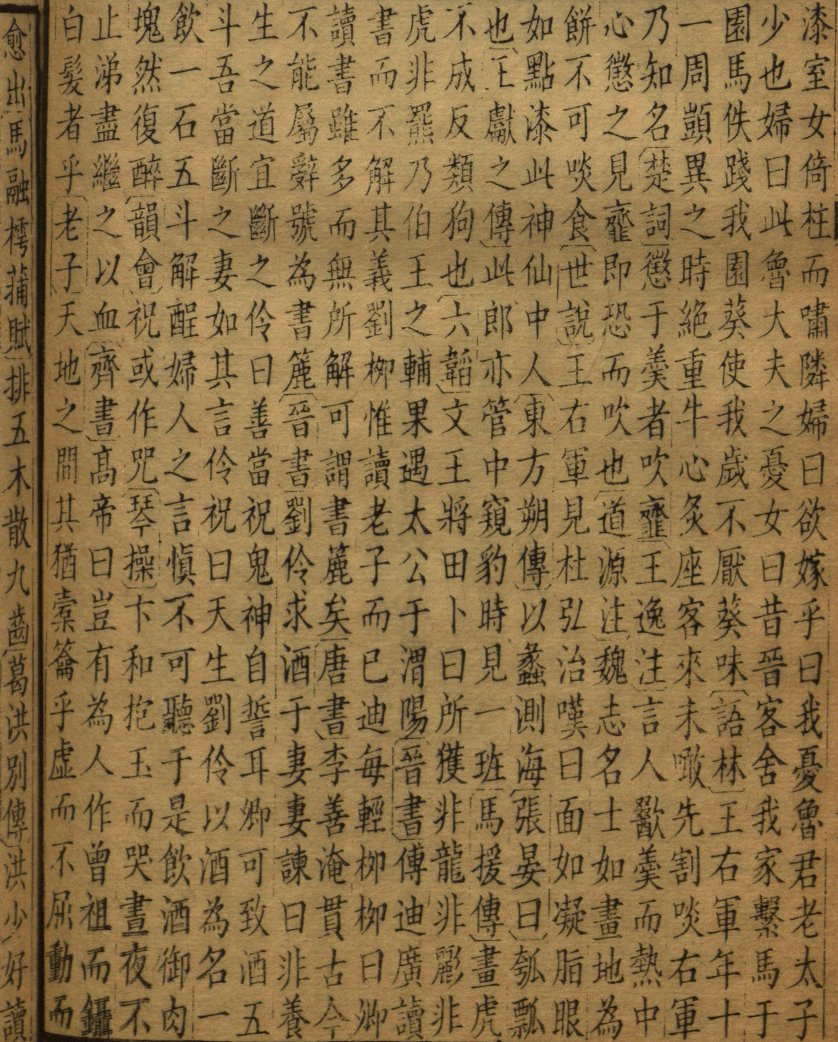 漆室女倚柱而嘯隣婦曰欲嫁乎曰我憂魯君老太子
少也婦曰此魯大夫之憂女曰昔晉客舍我家繫馬于
園馬佚踐我園葵使我歲不厭葵味〔語林〕王右軍年十
一周顗異之時絕重牛心炙座客來未噉先割啖右軍
乃知名〔楚詞〕懲于羹者吹虀〔王逸注〕言人歠羹而熱中
心懲之見虀即恐而吹也〔道源注〕魏志名士如畫地為
餅不可啖食〔世說〕王右軍見杜弘治嘆曰面如凝脂眼
如點漆此神仙中人〔東方朔傳〕以蠡測海〔張晏曰〕瓠瓢
也〔王獻之傳〕此郎亦管中窺豹時見一班〔馬援傳〕畫虎
不成反類狗也〔六韜〕文王將田卜曰所獲非龍非彲非
虎非羆乃伯王之輔果遇太公于渭陽〔晉書〕傅迪廣讀
書而不解其義劉柳惟讀老子而已迪每輕柳柳曰卿
讀書雖多而無所解可謂書簏矣〔唐書〕李善淹貫古今
不能屬辭號為書簏〔晉書〕劉伶求酒于妻妻諫曰非養
生之道宜斷之伶曰善當祝鬼神自誓耳卿可致酒五
斗吾當斷之妻如其言伶祝曰天生劉伶以酒為名一
飲一石五斗解酲婦人之言慎不可聽于是飲酒御肉
塊然復醉〔韻會〕祝或作咒〔琴操〕卞和抱玉而哭晝夜不
止涕盡繼之以血〔齊書〕高帝曰豈有為人作曾祖而鑷
白髮者乎〔老子〕天地之間其猶橐籥乎虛而不屈動而
愈出〔馬融樗蒲賦〕排五木散九齒〔葛洪別傳〕洪少好讀